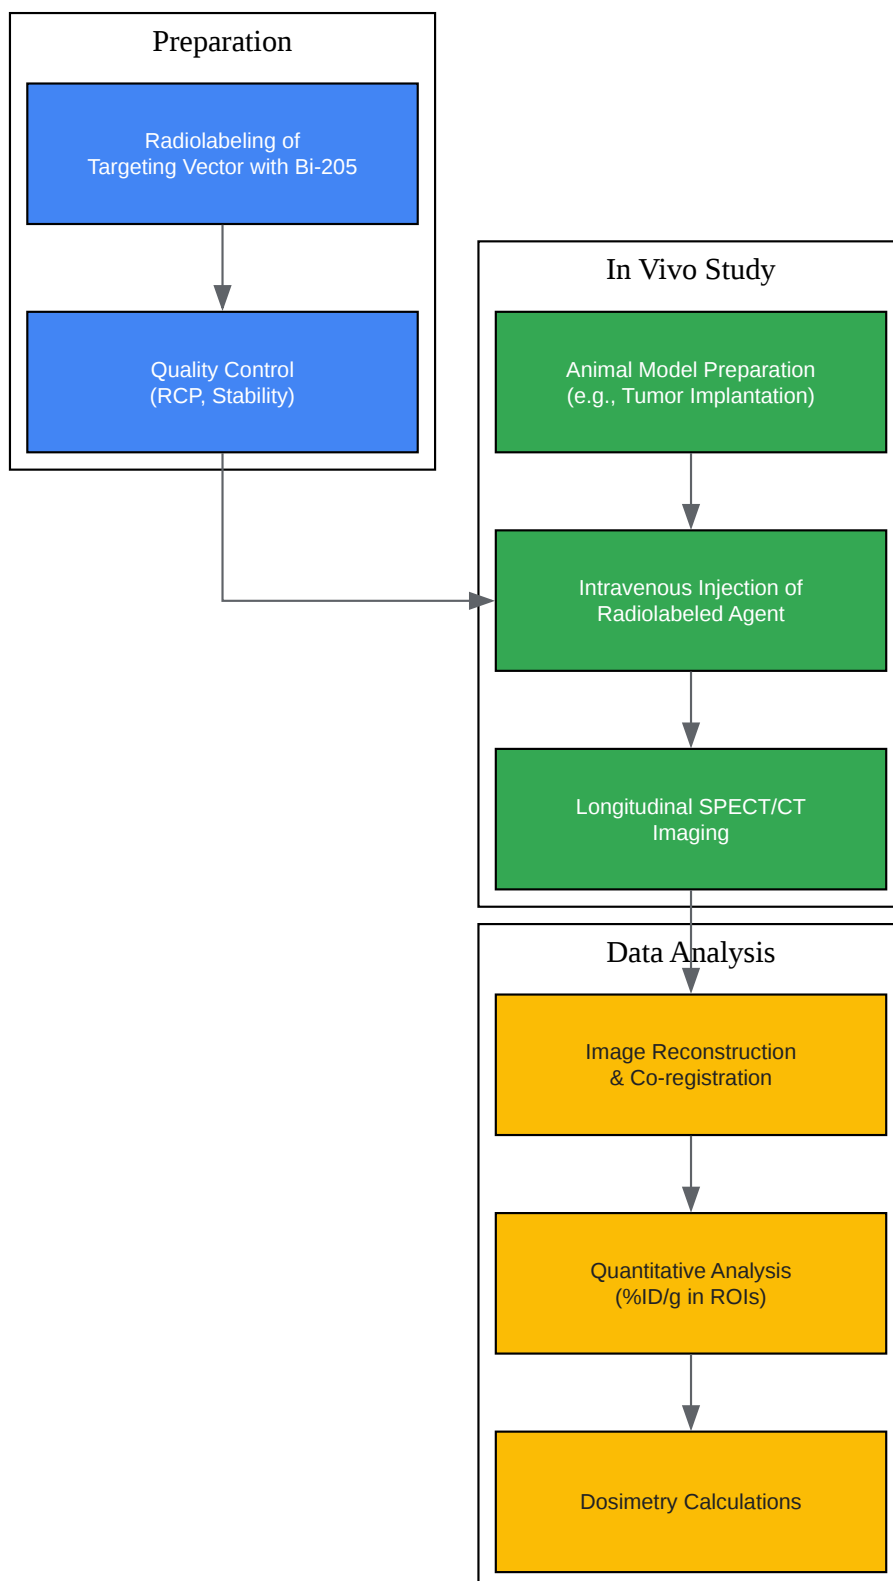 Preparation
Radiolabeling of
Targeting Vector with Bi-205
Quality Control
(RCP, Stability)
In Vivo Study
Animal Model Preparation
(e.g., Tumor Implantation)
Intravenous Injection of
Radiolabeled Agent
Longitudinal SPECT/CT
Imaging
Data Analysis
Image Reconstruction
& Co-registration
Quantitative Analysis
(%ID/g in ROIs)
Dosimetry Calculations